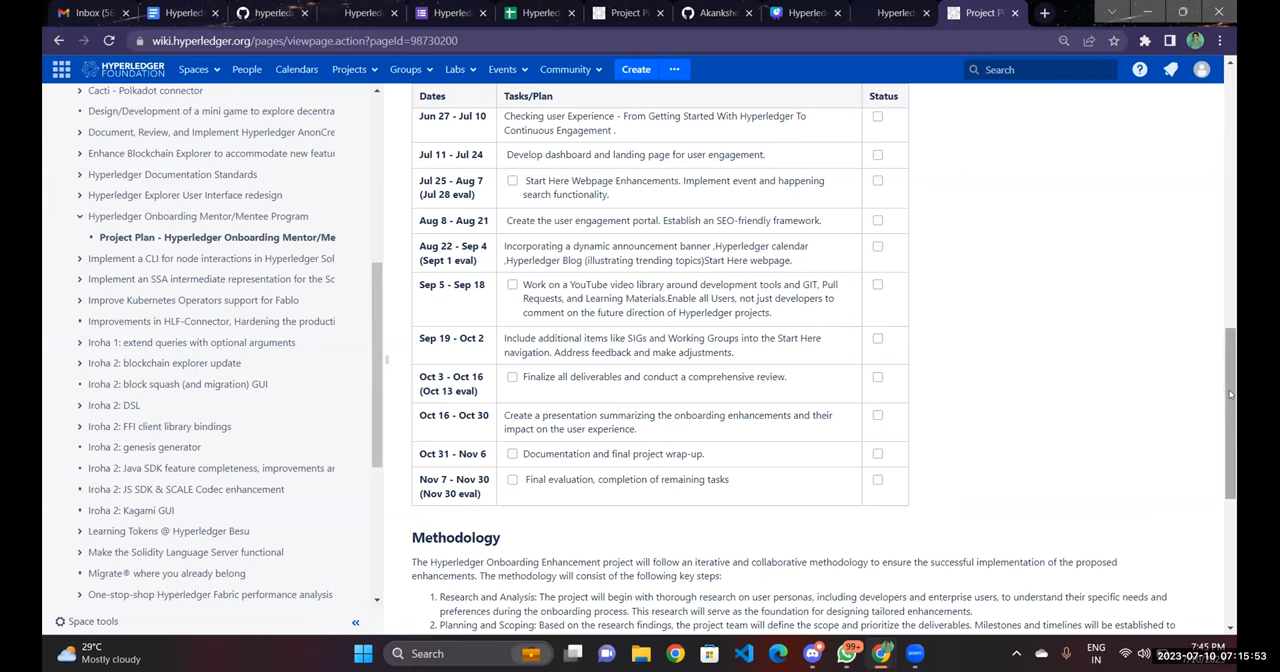 Inbox (5
Hyperledg
hyperled
Hyperled
Hyperled
Hyperled
Project P
Akanksh
Hyperled
Hyperled
Project P
wiki.hyperledger.org/pages/viewpage.action?pageId=98730200
HYPERLEDGER FOUNDATION
Spaces People Calendars Projects Groups Labs Events Community Create ... Search
Cacti - Polkadot connector
Design/Development of a mini game to explore decentra
Document, Review, and Implement Hyperledger AnonCre
Enhance Blockchain Explorer to accommodate new featur
Hyperledger Documentation Standards
Hyperledger Explorer User Interface redesign
Hyperledger Onboarding Mentor/Mentee Program
Project Plan - Hyperledger Onboarding Mentor/Me
Implement a CLI for node interactions in Hyperledger Sol
Implement an SSA intermediate representation for the Sc
Improve Kubernetes Operators support for Fablo
Improvements in HLF-Connector, Hardening the producti
Iroha 1: extend queries with optional arguments
Iroha 2: blockchain explorer update
Iroha 2: block squash (and migration) GUI
Iroha 2: DSL
Iroha 2: FFI client library bindings
Iroha 2: genesis generator
Iroha 2: Java SDK feature completeness, improvements ar
Iroha 2: JS SDK & SCALE Codec enhancement
Iroha 2: Kagami GUI
Learning Tokens @ Hyperledger Besu
Make the Solidity Language Server functional
Migrate® where you already belong
One-stop-shop Hyperledger Fabric performance analysis
Space tools
Dates Tasks/Plan Status
Jun 27 - Jul 10 Checking user Experience - From Getting Started With Hyperledger To
Continuous Engagement .
Jul 11 - Jul 24 Develop dashboard and landing page for user engagement.
Jul 25 - Aug 7 Start Here Webpage Enhancements. Implement event and happening
(Jul 28 eval) search functionality.
Aug 8 - Aug 21 Create the user engagement portal. Establish an SEO-friendly framework.
Aug 22 - Sep 4 Incorporating a dynamic announcement banner ,Hyperledger calendar
(Sept 1 eval) ,Hyperledger Blog (illustrating trending topics)Start Here webpage.
Sep 5 - Sep 18 Work on a YouTube video library around development tools and GIT, Pull
Requests, and Learning Materials.Enable all Users, not just developers to
comment on the future direction of Hyperledger projects.
Sep 19 - Oct 2 Include additional items like SIGs and Working Groups into the Start Here
navigation. Address feedback and make adjustments.
Oct 3 - Oct 16 Finalize all deliverables and conduct a comprehensive review.
(Oct 13 eval)
Oct 16 - Oct 30 Create a presentation summarizing the onboarding enhancements and their
impact on the user experience.
Oct 31 - Nov 6 Documentation and final project wrap-up.
Nov 7 - Nov 30 Final evaluation, completion of remaining tasks
(Nov 30 eval)
Methodology
The Hyperledger Onboarding Enhancement project will follow an iterative and collaborative methodology to ensure the successful implementation of the proposed
enhancements. The methodology will consist of the following key steps:
1. Research and Analysis: The project will begin with thorough research on user personas, including developers and enterprise users, to understand their specific needs and
preferences during the onboarding process. This research will serve as the foundation for designing tailored enhancements.
2. Planning and Scoping: Based on the research findings, the project team will define the scope and prioritize the deliverables. Milestones and timelines will be established to
29°C
Mostly cloudy
Search
99+
ENG
IN
7:45 PM
2023-07-10 07:15:53